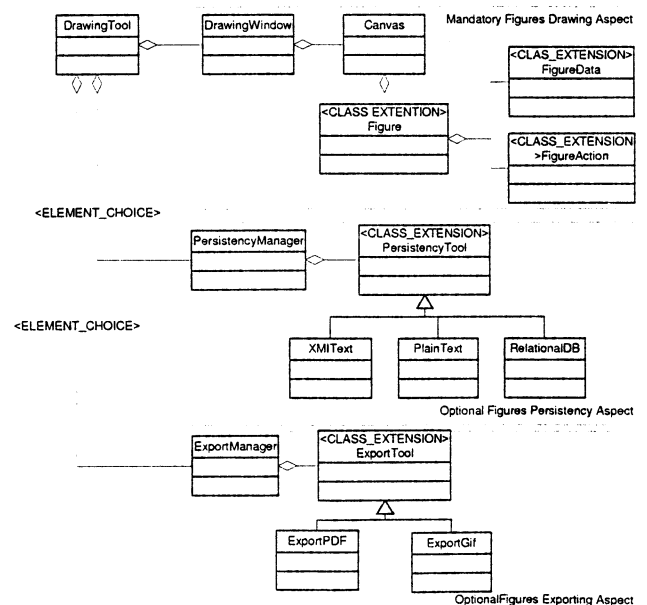 Mandatory Figures Drawing Aspect
DrawingTool
DrawingWindow
Canvas
<CLAS_EXTENSION>
FigureData
<CLASS EXTENTION>
Figure
<CLASS_EXTENSION
>FigureAction
<ELEMENT_CHOICE>
PersistencyManager
<CLASS_EXTENSION>
PersistencyTool
<ELEMENT_CHOICE>
XMIText
PlainText
RelationalDB
Optional Figures Persistency Aspect
ExportManager
<CLASS_EXTENSION>
ExportTool
ExportPDF
ExportGif
OptionalFigures Exporting Aspect